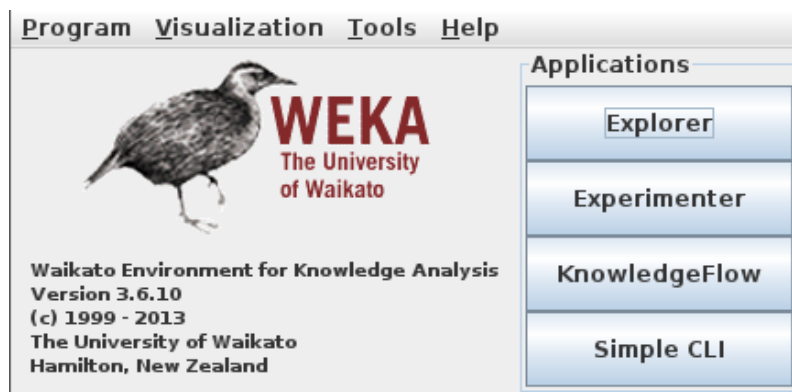 Program Visualization Tools Help
WEKA
The University
of Waikato
Waikato Environment for Knowledge Analysis
Version 3.6.10
(c) 1999 - 2013
The University of Waikato
Hamilton, New Zealand
Applications
Explorer
Experimenter
KnowledgeFlow
Simple CLI